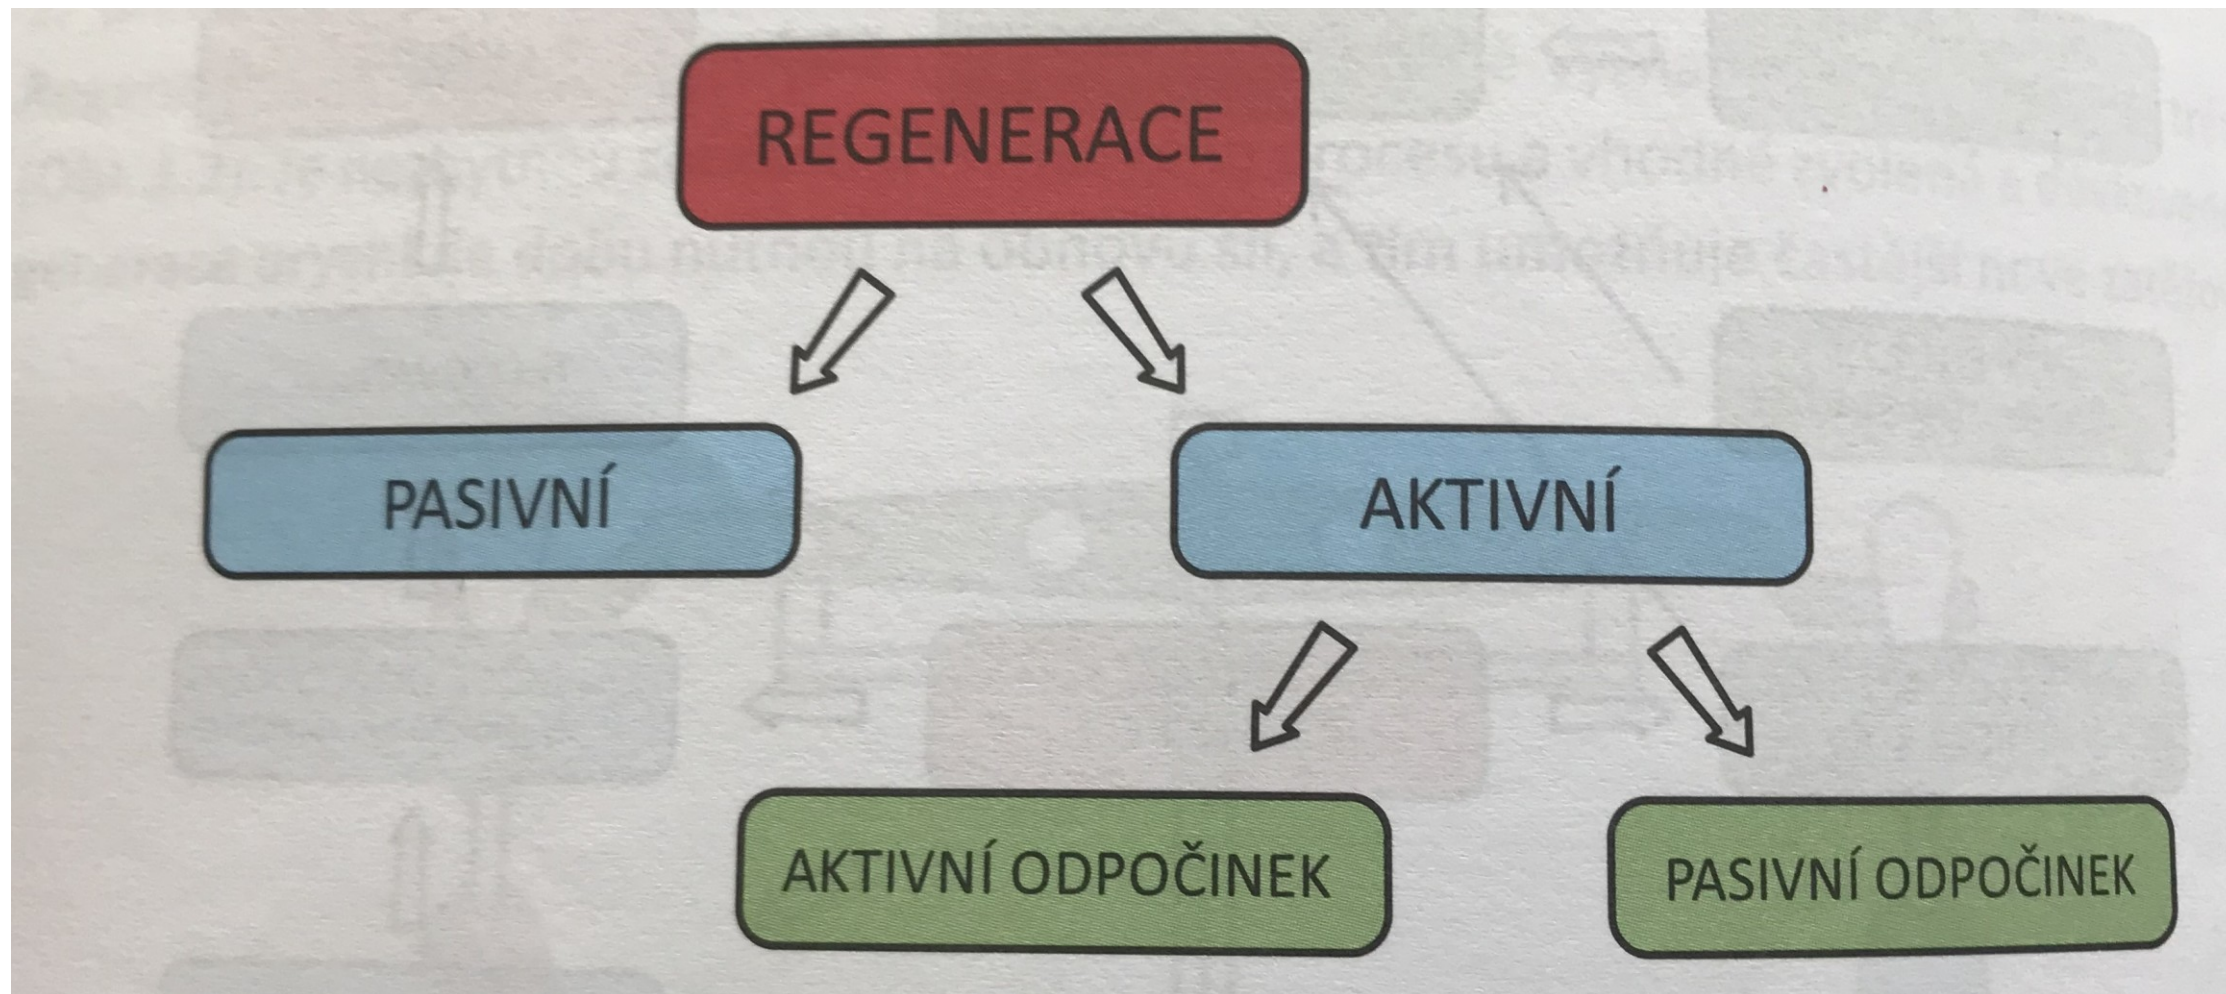 REGENERACE
PASIVNÍ
AKTIVNÍ
AKTIVNÍ ODPOČINEK
PASIVNÍ ODPOČINEK